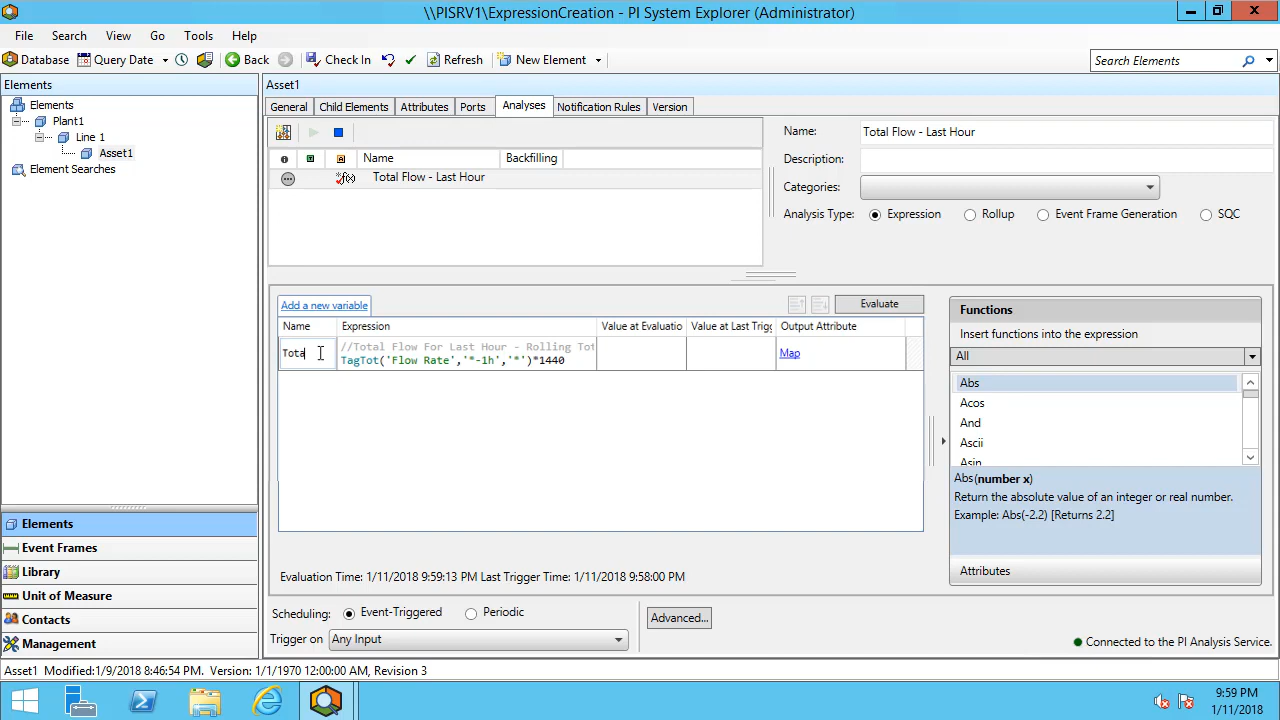 \\PISRV1\ExpressionCreation - PI System Explorer (Administrator)
File Search View Go Tools Help
Database Query Date Back Check In Refresh New Element Search Elements
Elements
Elements
Plant1
Line 1
Asset1
Element Searches
Asset1
General Child Elements Attributes Ports Analyses Notification Rules Version
Name Backfilling
Total Flow - Last Hour
Name: Total Flow - Last Hour
Description:
Categories:
Analysis Type: Expression Rollup Event Frame Generation SQC
Add a new variable Evaluate
Name Expression Value at Evaluatio Value at Last Trigg Output Attribute
Tota //Total Flow For Last Hour - Rolling Tot Map
TagTot('Flow Rate','*-1h','*')*1440
Functions
Insert functions into the expression
All
Abs
Acos
And
Ascii
Asin
Abs(number x)
Return the absolute value of an integer or real number.
Example: Abs(-2.2) [Returns 2.2]
Attributes
Evaluation Time: 1/11/2018 9:59:13 PM Last Trigger Time: 1/11/2018 9:58:00 PM
Scheduling: Event-Triggered Periodic Advanced...
Trigger on Any Input
Connected to the PI Analysis Service.
Elements
Event Frames
Library
Unit of Measure
Contacts
Management
Asset1 Modified:1/9/2018 8:46:54 PM. Version: 1/1/1970 12:00:00 AM, Revision 3
9:59 PM
1/11/2018